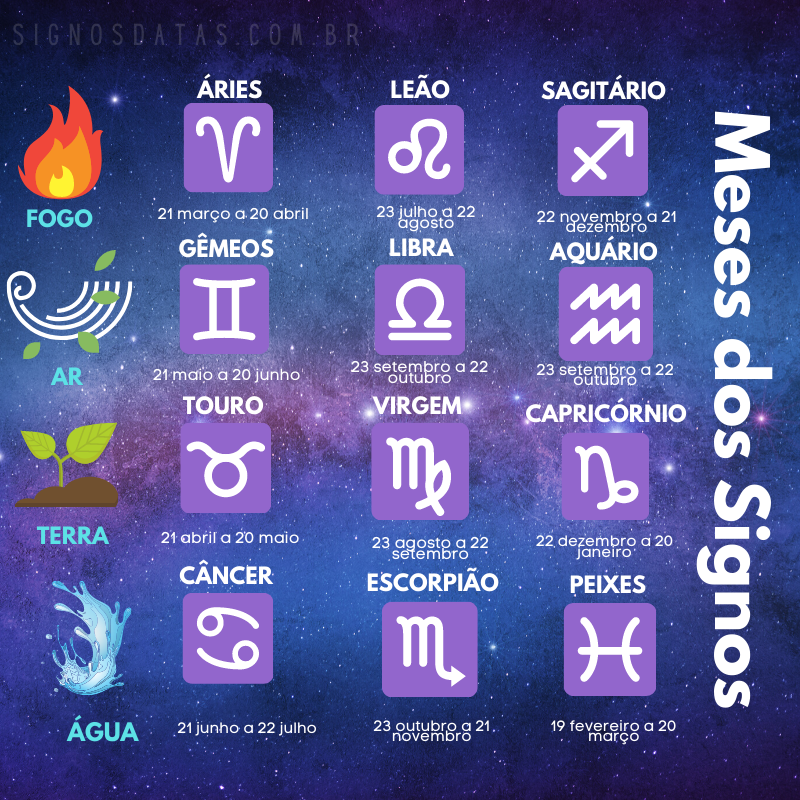 SIGNOSDATAS.COM.BR
ÁRIES
LEÃO
SAGITÁRIO
FOGO
21 março a 20 abril
23 julho a 22
agosto
22 novembro a 21
dezembro
GÊMEOS
LIBRA
AQUÁRIO
AR
21 maio a 20 junho
23 setembro a 22
outubro
23 setembro a 22
outubro
TOURO
VIRGEM
CAPRICÓRNIO
TERRA
21 abril a 20 maio
23 agosto a 22
setembro
22 dezembro a 20
janeiro
CÂNCER
ESCORPIÃO
PEIXES
ÁGUA
21 junho a 22 julho
23 outubro a 21
novembro
19 fevereiro a 20
março
Meses dos Signos